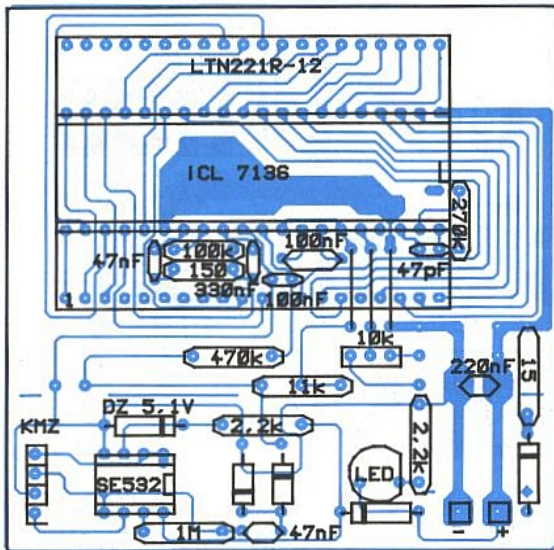 LTN221R-12
ICL 7136
270k
47nF
100k
100nF
150
47pF
330nF
100nF
1
10k
470k
220nF
15
11k
DZ 5,1V
KMZ
2,2k
2,2k
SE532
LED
1M
47nF
- +